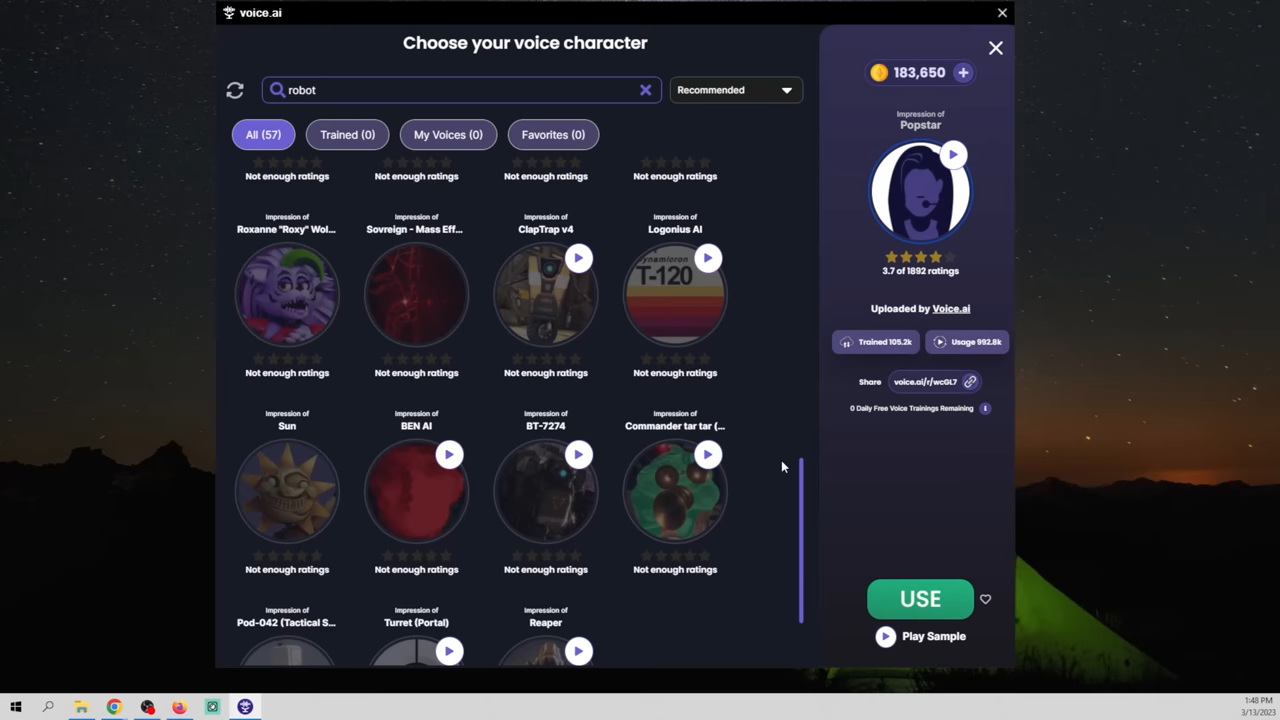 voice.ai
Choose your voice character
robot
Recommended
All (57)
Trained (0)
My Voices (0)
Favorites (0)
Not enough ratings
Not enough ratings
Not enough ratings
Not enough ratings
Impression of
Roxanne "Roxy" Wol...
Impression of
Sovreign - Mass Eff...
Impression of
ClapTrap v4
Impression of
Logonius AI
ynamicron
T-120
Not enough ratings
Not enough ratings
Not enough ratings
Not enough ratings
Impression of
Sun
Impression of
BEN AI
Impression of
BT-7274
Impression of
Commander tar tar (...
Not enough ratings
Not enough ratings
Not enough ratings
Not enough ratings
Impression of
Pod-042 (Tactical S...
Impression of
Turret (Portal)
Impression of
Reaper
183,650
Impression of
Popstar
3.7 of 1892 ratings
Uploaded by Voice.ai
Trained 105.2k
Usage 992.8k
Share
voice.ai/r/wcGL7
0 Daily Free Voice Trainings Remaining
USE
Play Sample
1:48 PM
3/13/2023